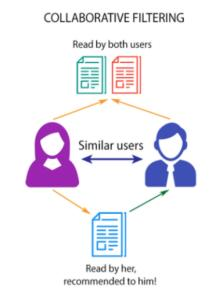 COLLABORATIVE FILTERING
Read by both users
Similar users
Read by her,
recommended to him!